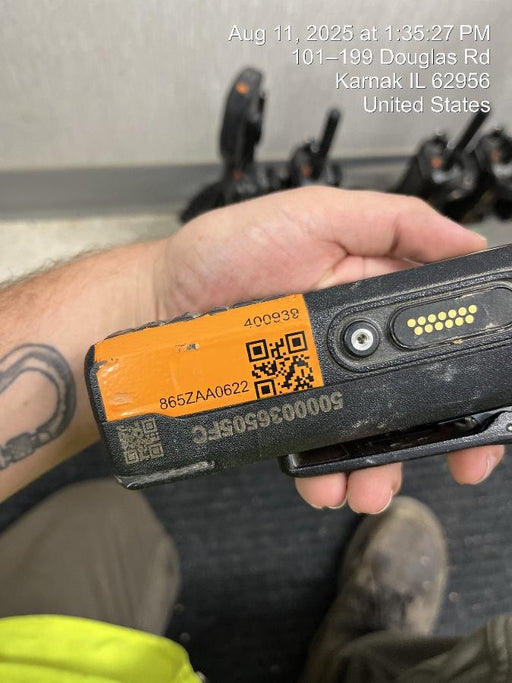 Aug 11, 2025 at 1:35:27 PM
101–199 Douglas Rd
Karnak IL 62956
United States
400939
865ZAA0622
5000036505FC